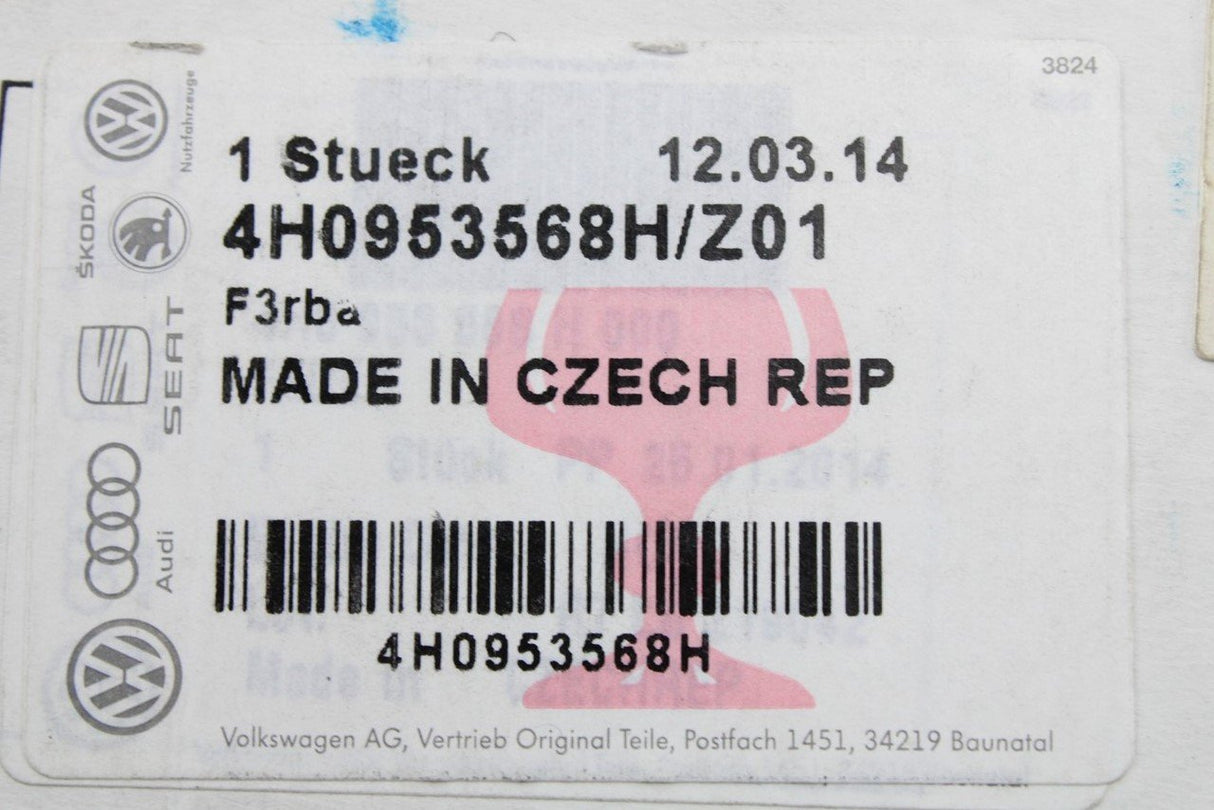 3824
Nutzfahrzeuge
1 Stueck 12.03.14
ŠKODA
4H0953568H/Z01
F3rba
SEAT
MADE IN CZECH REP
Audi
4H0953568H
Volkswagen AG, Vertrieb Original Teile, Postfach 1451, 34219 Baunatal